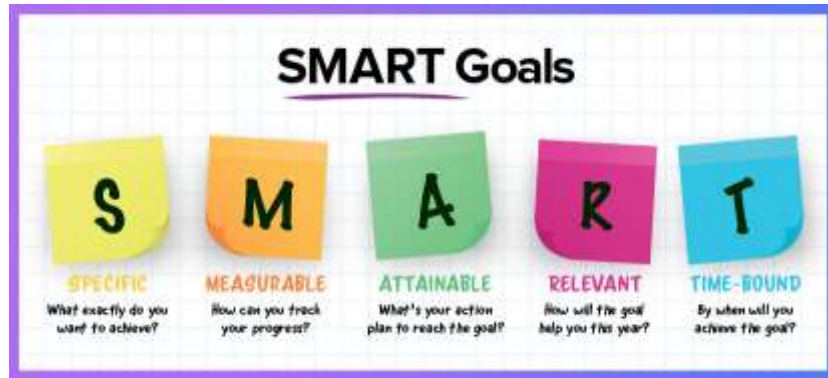 SMART Goals
S M A R T
SPECIFIC MEASURABLE ATTAINABLE RELEVANT TIME-BOUND
What exactly do you
want to achieve?
How can you track
your progress?
What's your action
plan to reach the goal?
How will the goal
help you this year?
By when will you
achieve the goal?